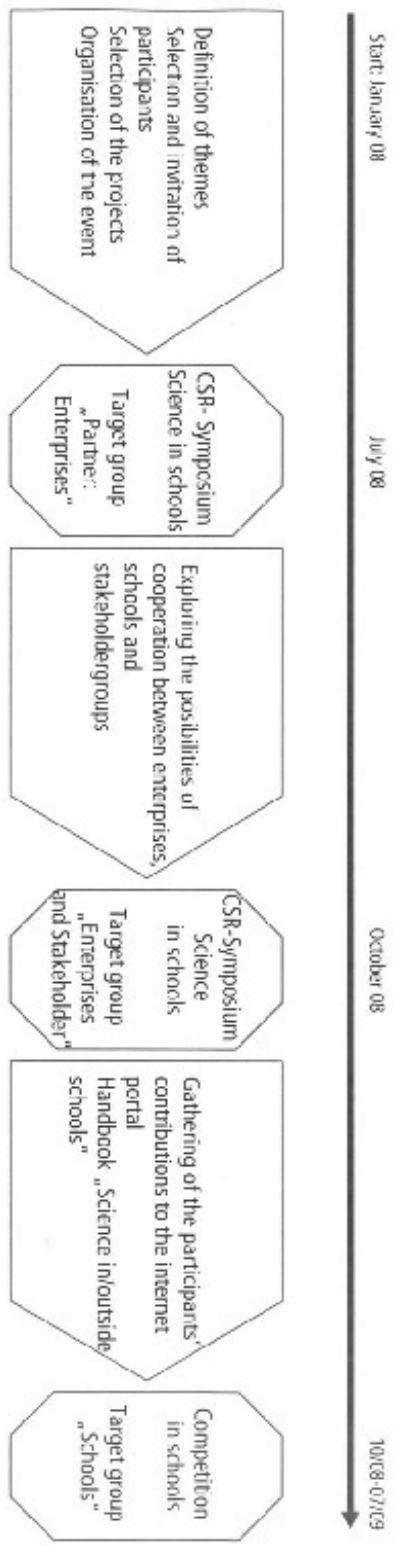 Start: January 08
July 08
October 08
10/08-07/09
Definition of themes
Selection and invitation of
participants
Selection of the projects
Organisation of the event
CSR- Symposium
Science in schools
Target group
„Partner:
Enterprises“
Exploring the posibilities of
cooperation between enterprises,
schools and
stakeholdergroups
CSR-Symposium
Science
in schools
Target group
„Enterprises
and Stakeholder“
Gathering of the participants´
contributions to the internet
portal
Handbook „Science in/outside
schools“
Competition
in schools
Target group
„Schools“